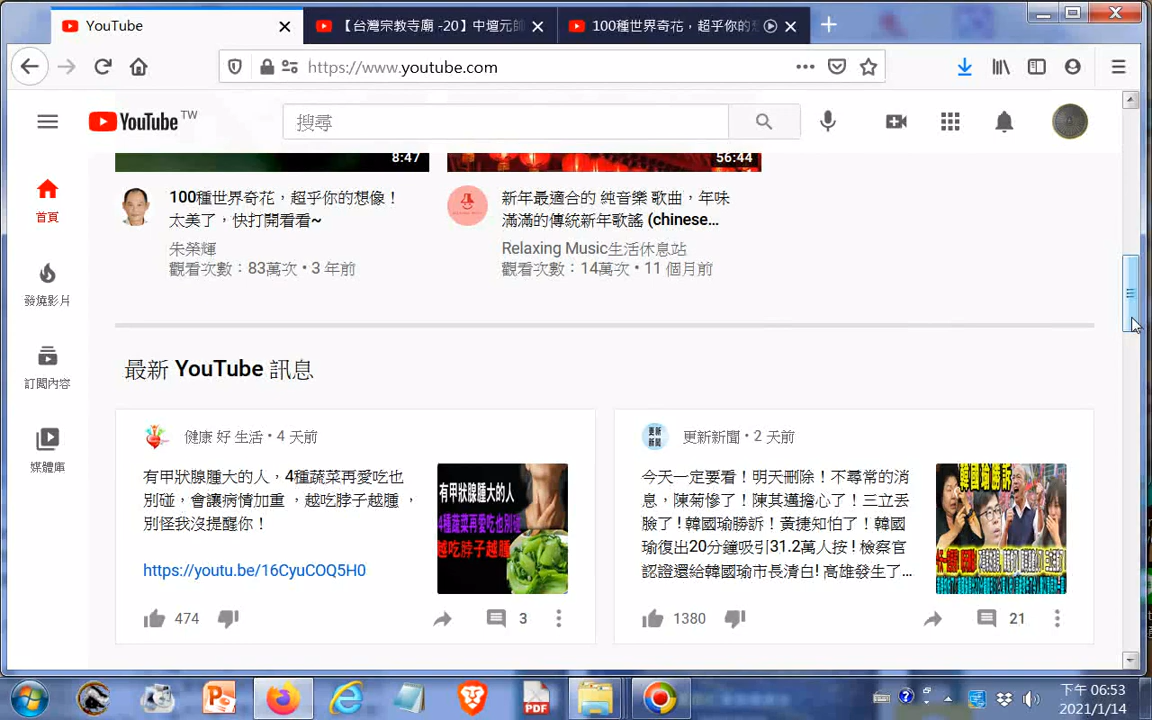 YouTube
【台灣宗教寺廟 -20】中壇元帥
100種世界奇花，超乎你的想
https://www.youtube.com
YouTube TW
搜尋
8:47
56:44
首頁
發燒影片
訂閱內容
媒體庫
100種世界奇花，超乎你的想像！
太美了，快打開看看~
朱榮輝
觀看次數：83萬次 • 3 年前
新年最適合的 純音樂 歌曲，年味
滿滿的傳統新年歌謠 (chinese...
Relaxing Music生活休息站
觀看次數：14萬次 • 11 個月前
最新 YouTube 訊息
健康 好 生活 • 4 天前
有甲狀腺腫大的人，4種蔬菜再愛吃也
別碰，會讓病情加重 ，越吃脖子越腫 ，
別怪我沒提醒你！
https://youtu.be/16CyuCOQ5H0
有甲狀腺腫大的人
4種蔬菜再愛吃也別碰
越吃脖子越腫
474
3
更新
新聞
更新新聞 • 2 天前
今天一定要看！明天刪除！不尋常的消
息，陳菊慘了！陳其邁擔心了！三立丟
臉了！韓國瑜勝訴！黃捷知怕了！韓國
瑜復出20分鐘吸引31.2萬人按！檢察官
認證還給韓國瑜市長清白! 高雄發生了...
韓國瑜勝訴
1380
21
PDF
下午 06:53
2021/1/14